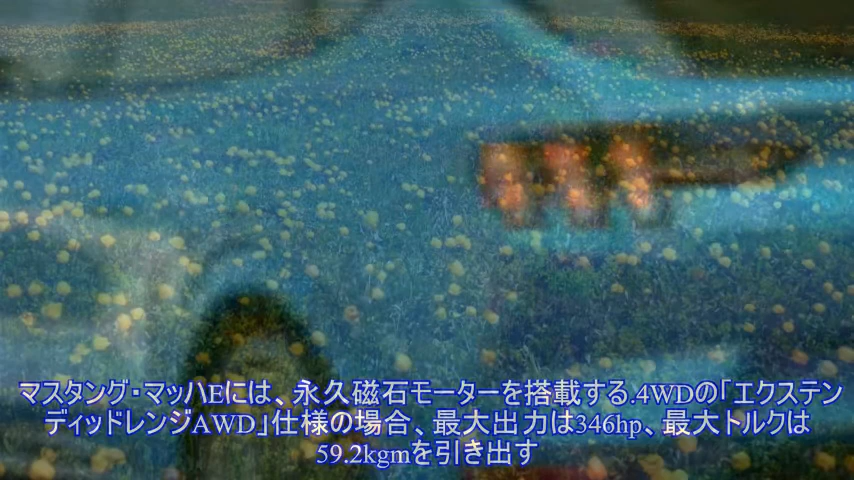 マスタング・マッハEには、永久磁石モーターを搭載する.4WDの「エクステン
ディッドレンジAWD」仕様の場合、最大出力は346hp、最大トルクは
59.2kgmを引き出す